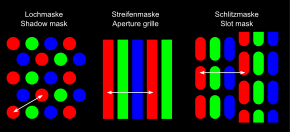 Lochmaske
Shadow mask
Streifenmaske
Aperture grille
Schlitzmaske
Slot mask